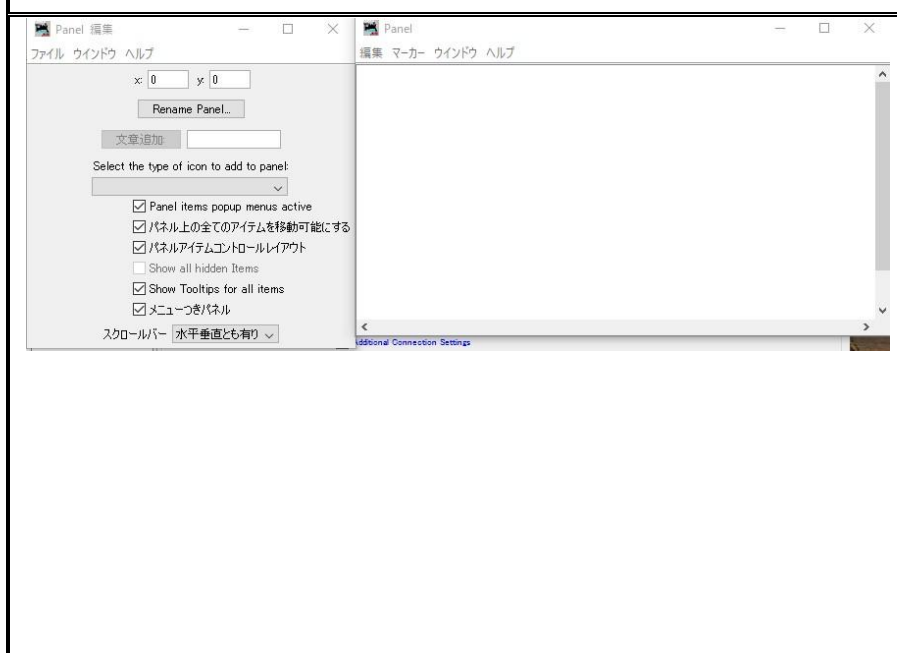 Panel 編集
ファイル ウインドウ ヘルプ
x: 0 y: 0
Rename Panel...
文章追加:
Select the type of icon to add to panel:
Panel items popup menus active
パネル上の全てのアイテムを移動可能にする
パネルアイテムコントロールレイアウト
Show all hidden Items
Show Tooltips for all items
メニューつきパネル
スクロールバー 水平垂直とも有り
Panel
編集 マーカー ウインドウ ヘルプ
Additional Connection Settings